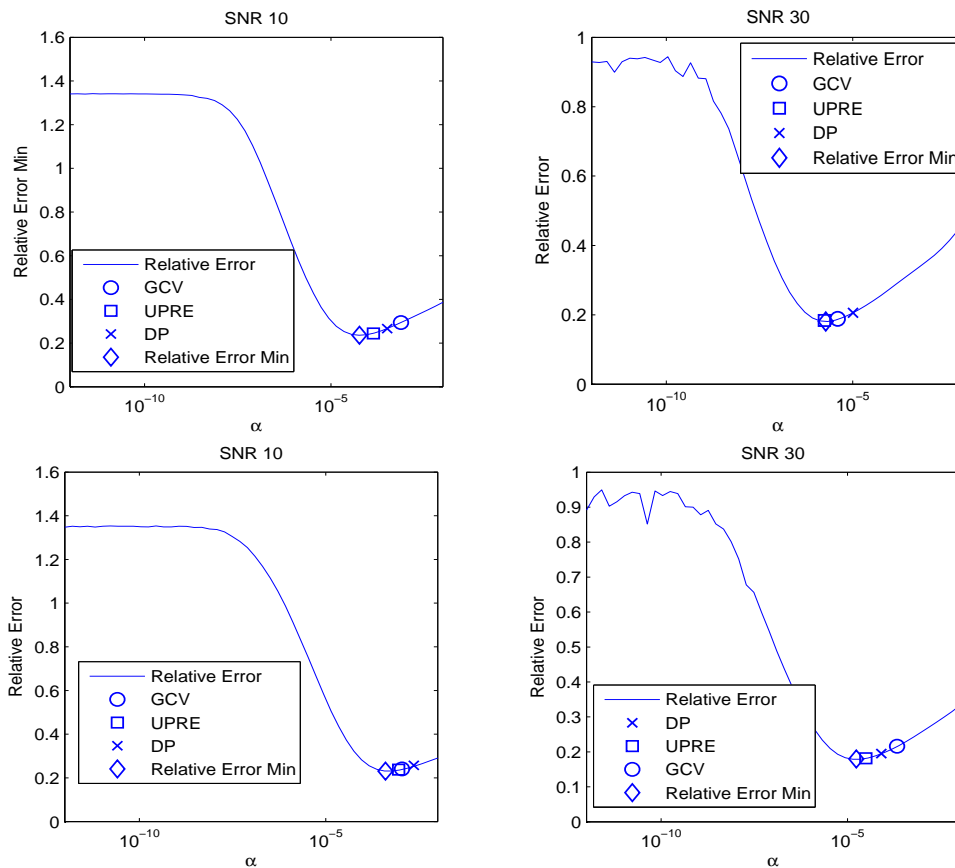 SNR 10
1.6
1.4
1.2
1
0.8
0.6
0.4
0.2
0
Relative Error Min
Relative Error
GCV
UPRE
DP
Relative Error Min
10⁻¹⁰
10⁻⁵
α
SNR 30
1
0.8
0.6
0.4
0.2
0
Relative Error
Relative Error
GCV
UPRE
DP
Relative Error Min
10⁻¹⁰
10⁻⁵
α
SNR 10
1.6
1.4
1.2
1
0.8
0.6
0.4
0.2
0
Relative Error
Relative Error
GCV
UPRE
DP
Relative Error Min
10⁻¹⁰
10⁻⁵
α
SNR 30
1
0.9
0.8
0.7
0.6
0.5
0.4
0.3
0.2
0.1
0
Relative Error
Relative Error
DP
UPRE
GCV
Relative Error Min
10⁻¹⁰
10⁻⁵
α